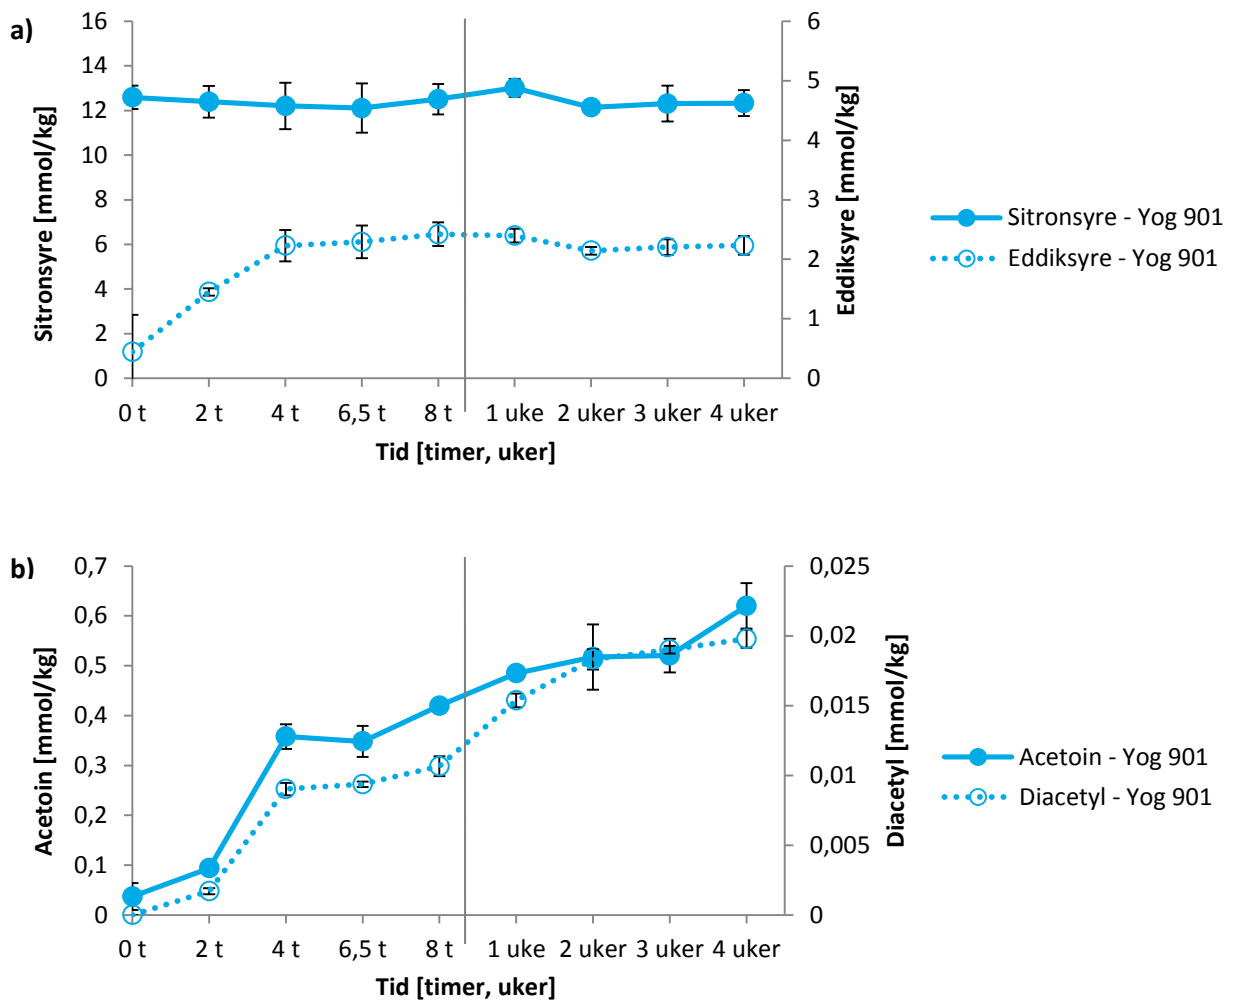 a)
Sitronsyre [mmol/kg]
16
14
12
10
8
6
4
2
0
6
5
4
3
2
1
0
Eddiksyre [mmol/kg]
0 t 2 t 4 t 6,5 t 8 t 1 uke 2 uker 3 uker 4 uker
Tid [timer, uker]
Sitronsyre - Yog 901
Eddiksyre - Yog 901
b)
Acetoin [mmol/kg]
0,7
0,6
0,5
0,4
0,3
0,2
0,1
0
0,025
0,02
0,015
0,01
0,005
0
Diacetyl [mmol/kg]
0 t 2 t 4 t 6,5 t 8 t 1 uke 2 uker 3 uker 4 uker
Tid [timer, uker]
Acetoin - Yog 901
Diacetyl - Yog 901